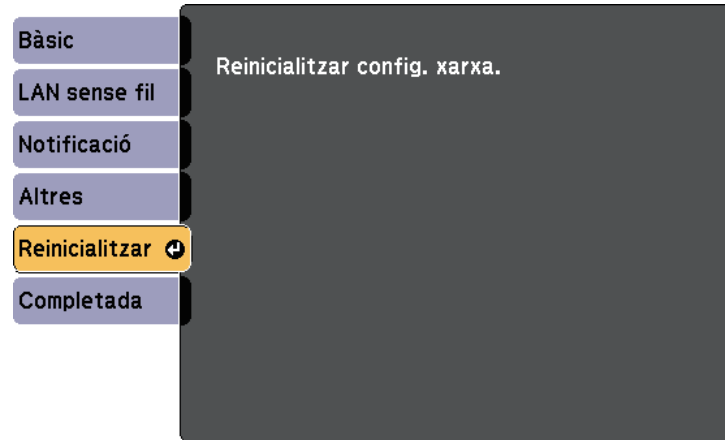 Bàsic
LAN sense fil
Notificació
Altres
Reinicialitzar
Completada
Reinicialitzar config. xarxa.